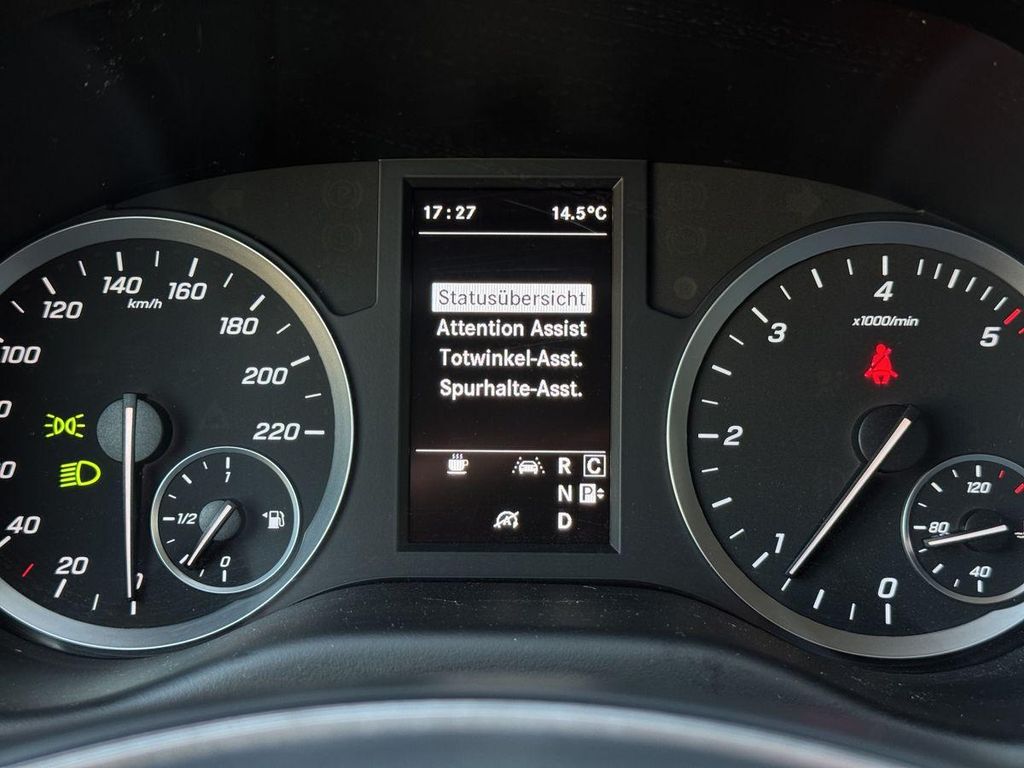 17:27 14.5°C
Statusübersicht
Attention Assist
Totwinkel-Asst.
Spurhalte-Asst.
R C
N P
D
20
40
100
120
140
160
180
200
220
km/h
0
1/2
1
0
1
2
3
4
5
x1000/min
40
80
120